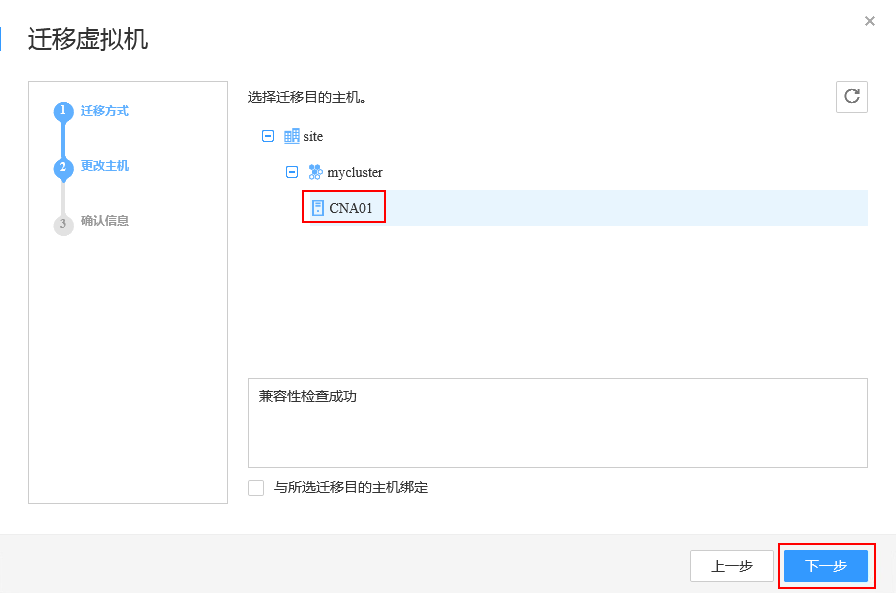 迁移虚拟机
1 迁移方式
2 更改主机
3 确认信息
选择迁移目的主机。
site
mycluster
CNA01
兼容性检查成功
与所选迁移目的主机绑定
上一步
下一步